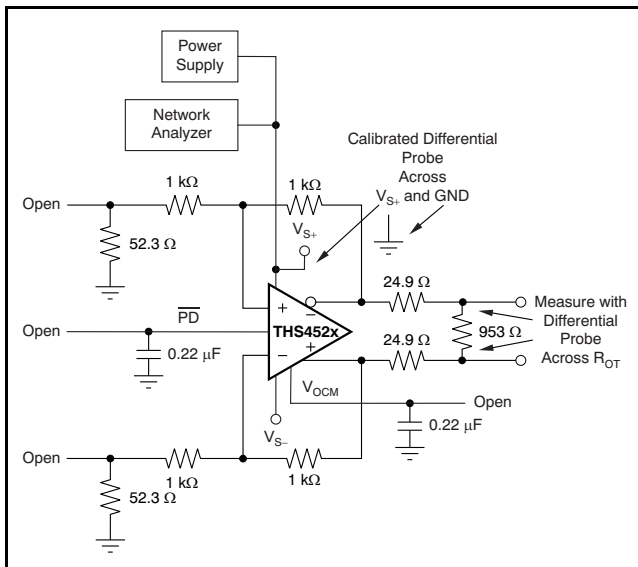 Power
Supply
Network
Analyzer
Calibrated Differential
Probe
Across
V_S+ and GND
Open
1 kΩ
1 kΩ
V_S+
52.3 Ω
24.9 Ω
Open
PD
+
−
THS452x
−
+
953 Ω
Measure with
Differential
Probe
Across R_OT
0.22 µF
24.9 Ω
V_OCM
Open
V_S−
0.22 µF
Open
1 kΩ
1 kΩ
52.3 Ω